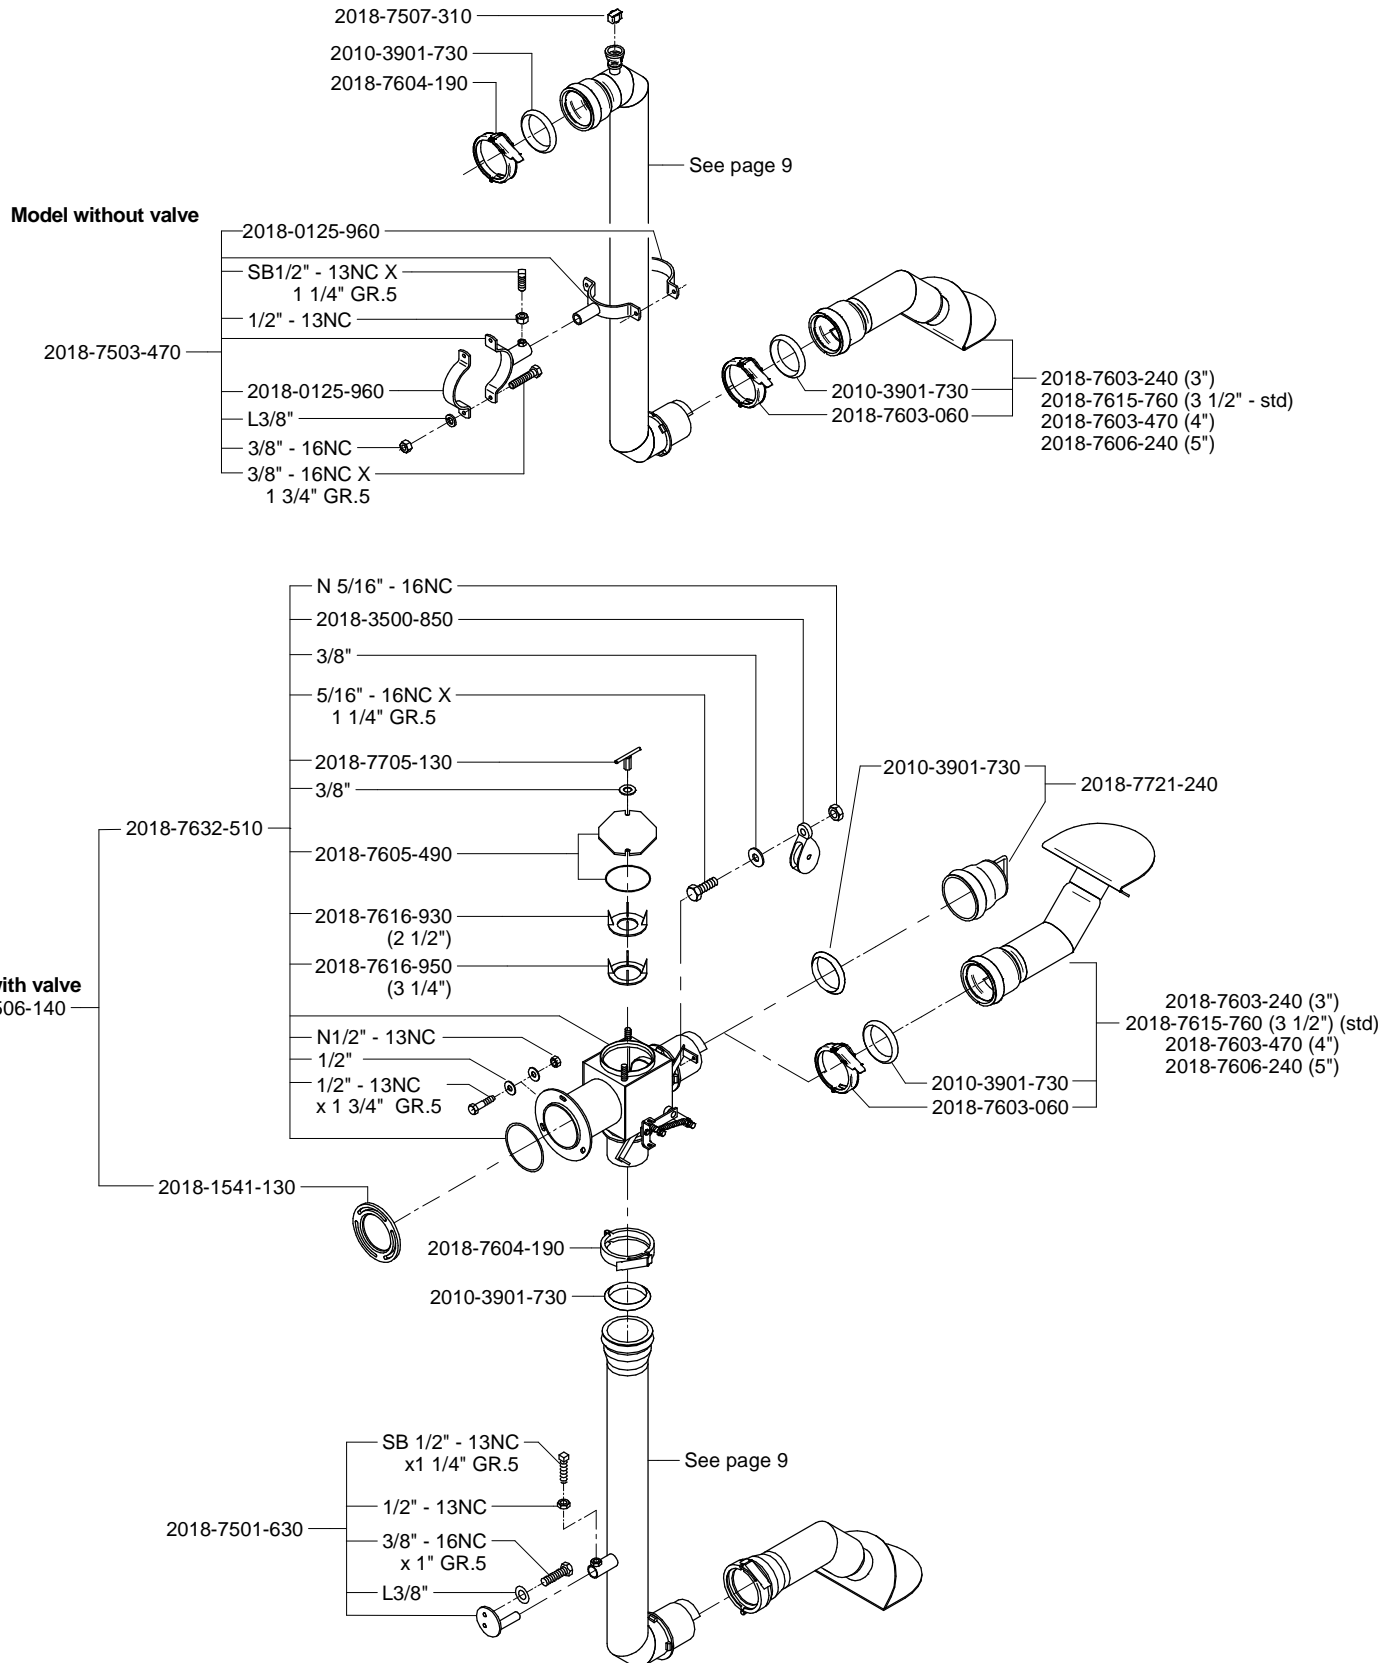 2018-7507-310
2010-3901-730
2018-7604-190
See page 9
Model without valve
2018-0125-960
SB1/2" - 13NC X
1 1/4" GR.5
1/2" - 13NC
2018-7503-470
2018-0125-960
L3/8"
3/8" - 16NC
3/8" - 16NC X
1 3/4" GR.5
2010-3901-730
2018-7603-060
2018-7603-240 (3")
2018-7615-760 (3 1/2" - std)
2018-7603-470 (4")
2018-7606-240 (5")
N 5/16" - 16NC
2018-3500-850
3/8"
5/16" - 16NC X
1 1/4" GR.5
2018-7705-130
3/8"
2018-7632-510
2018-7605-490
2018-7616-930
(2 1/2")
2018-7616-950
(3 1/4")
with valve
506-140
N1/2" - 13NC
1/2"
1/2" - 13NC
x 1 3/4" GR.5
2018-1541-130
2010-3901-730
2018-7721-240
2018-7603-240 (3")
2018-7615-760 (3 1/2") (std)
2018-7603-470 (4")
2018-7606-240 (5")
2010-3901-730
2018-7603-060
2018-7604-190
2010-3901-730
SB 1/2" - 13NC
x1 1/4" GR.5
See page 9
1/2" - 13NC
2018-7501-630
3/8" - 16NC
x 1" GR.5
L3/8"